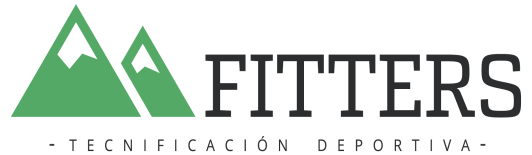 FITTERS
- TECNIFICACIÓN DEPORTIVA-